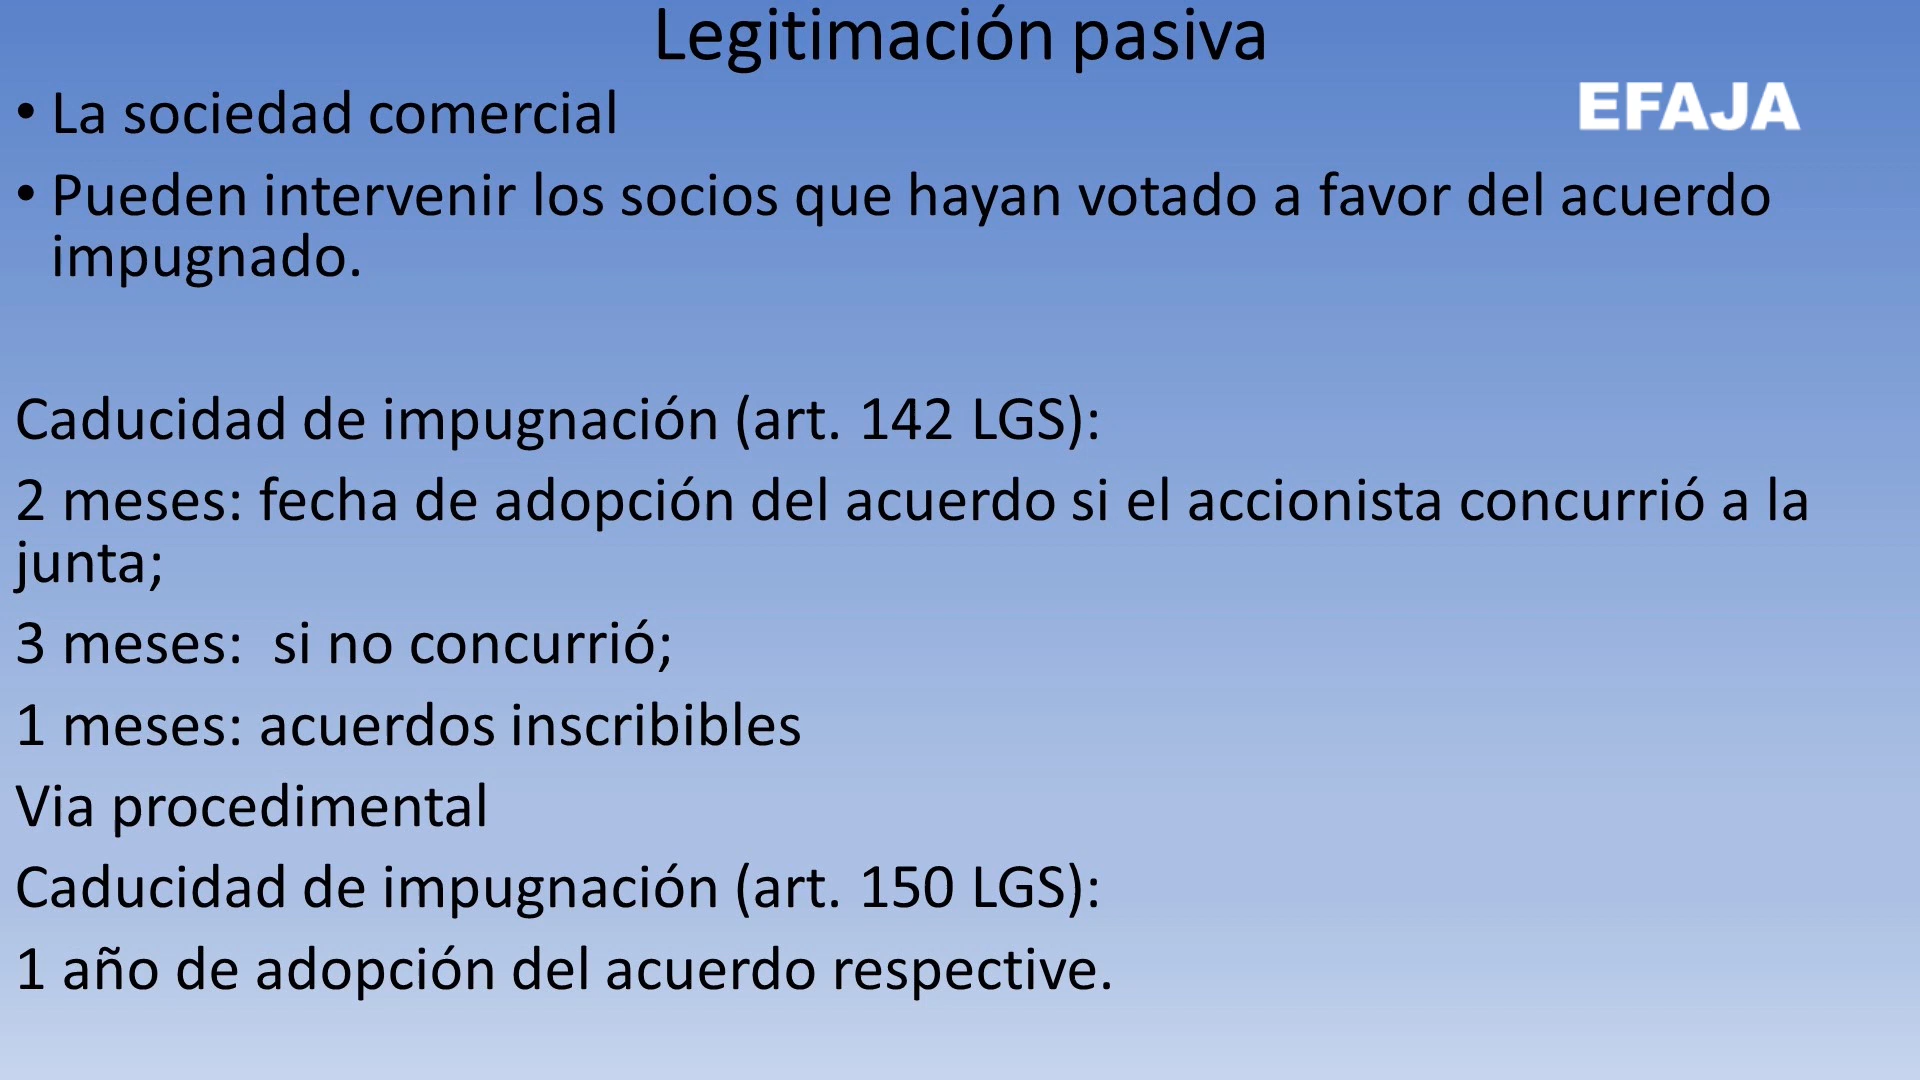 Legitimación pasiva
• La sociedad comercial
EFAJA
• Pueden intervenir los socios que hayan votado a favor del acuerdo
impugnado.
Caducidad de impugnación (art. 142 LGS):
2 meses: fecha de adopción del acuerdo si el accionista concurrió a la
junta;
3 meses:  si no concurrió;
1 meses: acuerdos inscribibles
Via procedimental
Caducidad de impugnación (art. 150 LGS):
1 año de adopción del acuerdo respective.